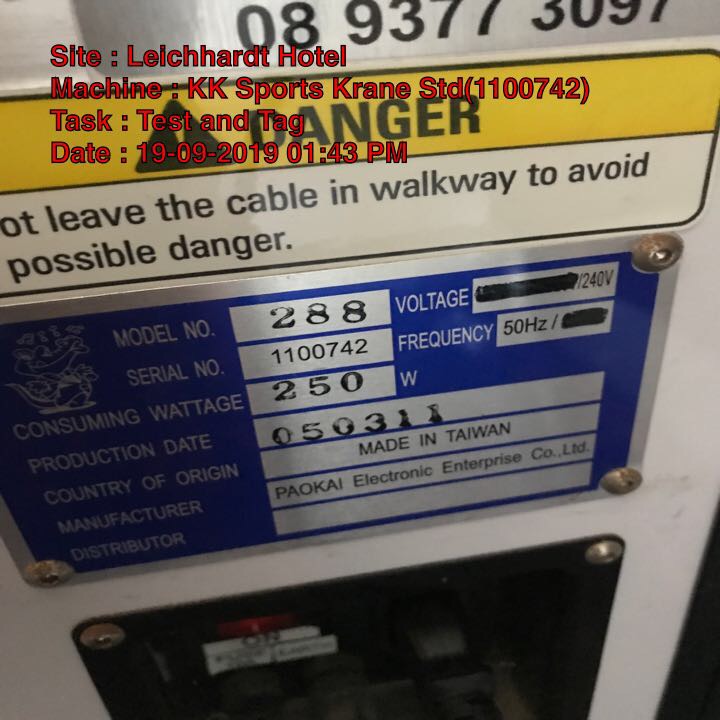 08 9377 3097
Site : Leichhardt Hotel
Machine : KK Sports Krane Std(1100742)
Task : Test and Tag
Date : 19-09-2019 01:43 PM
DANGER
ot leave the cable in walkway to avoid
possible danger.
MODEL NO. 288 VOLTAGE /240V
SERIAL NO. 1100742 FREQUENCY 50Hz /
CONSUMING WATTAGE 250 W
PRODUCTION DATE 050311
COUNTRY OF ORIGIN MADE IN TAIWAN
MANUFACTURER PAOKAI Electronic Enterprise Co.,Ltd.
DISTRIBUTOR
ON